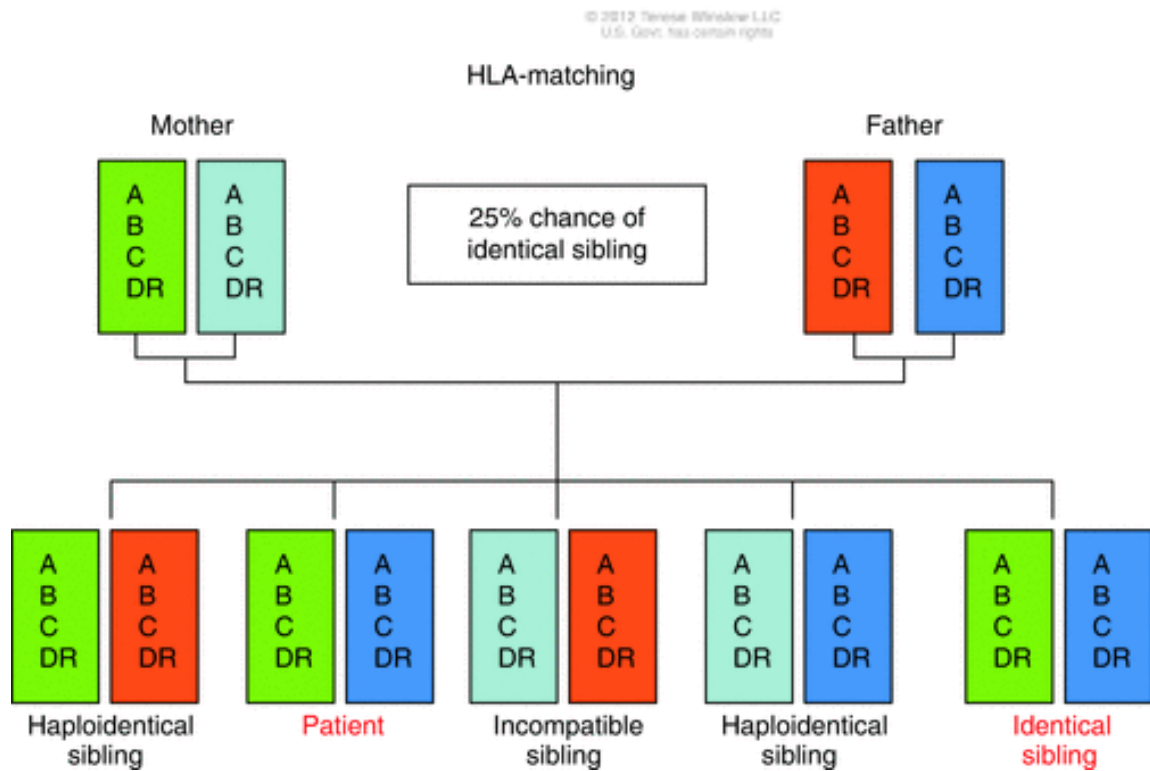 © 2012 Terese Winslow LLC
U.S. Govt. has certain rights
HLA-matching
Mother
Father
A
B
C
DR
A
B
C
DR
25% chance of
identical sibling
A
B
C
DR
A
B
C
DR
A
B
C
DR
A
B
C
DR
Haploidentical
sibling
A
B
C
DR
A
B
C
DR
Patient
A
B
C
DR
A
B
C
DR
Incompatible
sibling
A
B
C
DR
A
B
C
DR
Haploidentical
sibling
A
B
C
DR
A
B
C
DR
Identical
sibling